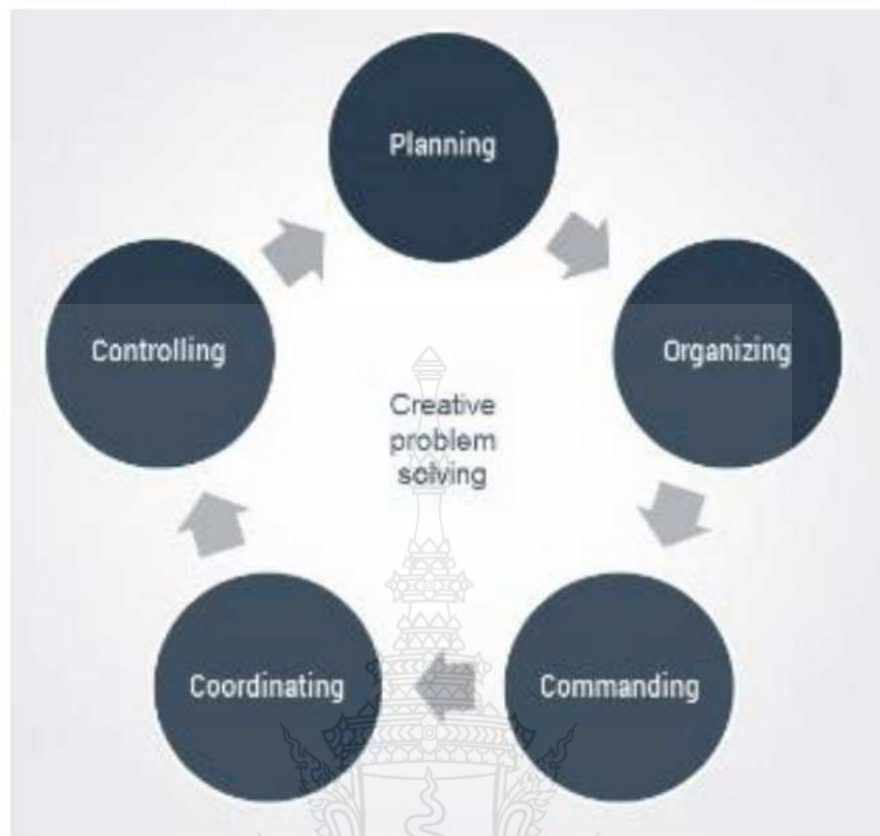 Planning
Organizing
Commanding
Coordinating
Controlling
Creative
problem
solving